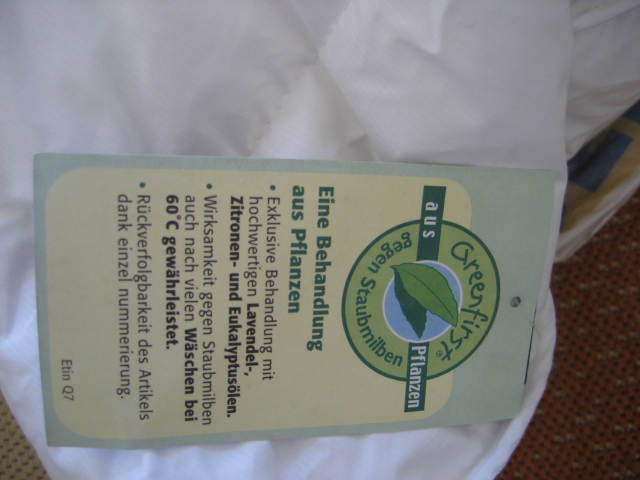 Greenfirst®
aus Pflanzen
gegen Staubmilben
Eine Behandlung
aus Pflanzen
• Exklusive Behandlung mit
hochwertigen Lavendel-,
Zitronen- und Eukalyptusölen.
• Wirksamkeit gegen Staubmilben
auch nach vielen Wäschen bei
60°C gewährleistet.
• Rückverfolgbarkeit des Artikels
dank einzel nummerierung.
Etin Q7